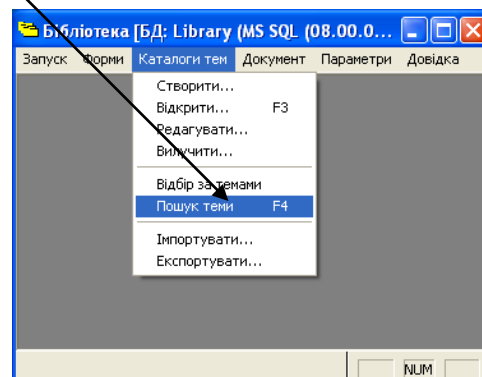 Бібліотека [БД: Library (MS SQL (08.00.0...
Запуск Форми Каталоги тем Документ Параметри Довідка
Створити...
Відкрити... F3
Редагувати...
Вилучити...
Відбір за темами
Пошук теми F4
Імпортувати...
Експортувати...
NUM